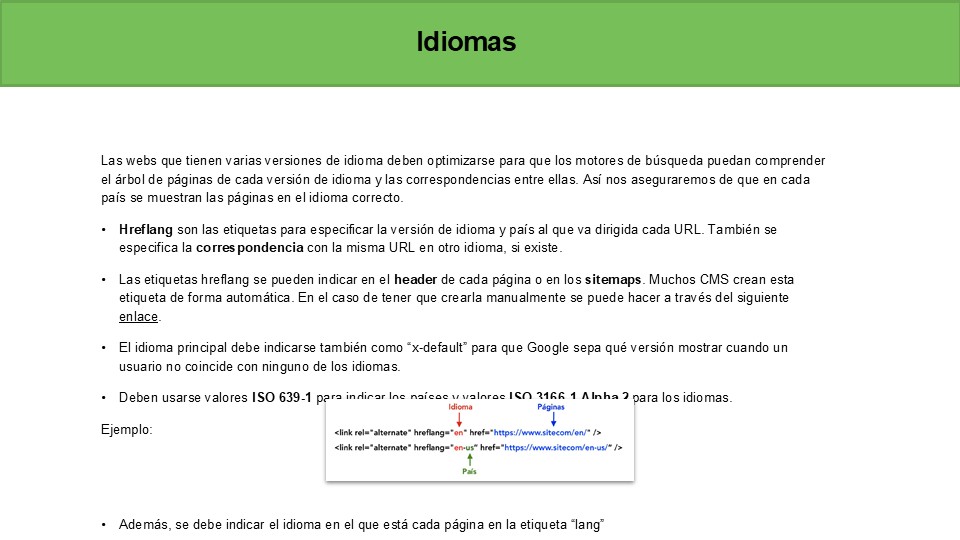 Idiomas
Las webs que tienen varias versiones de idioma deben optimizarse para que los motores de búsqueda puedan comprender
el árbol de páginas de cada versión de idioma y las correspondencias entre ellas. Así nos aseguraremos de que en cada
país se muestran las páginas en el idioma correcto.
• Hreflang son las etiquetas para especificar la versión de idioma y país al que va dirigida cada URL. También se
especifica la correspondencia con la misma URL en otro idioma, si existe.
• Las etiquetas hreflang se pueden indicar en el header de cada página o en los sitemaps. Muchos CMS crean esta
etiqueta de forma automática. En el caso de tener que crearla manualmente se puede hacer a través del siguiente
enlace.
• El idioma principal debe indicarse también como “x-default” para que Google sepa qué versión mostrar cuando un
usuario no coincide con ninguno de los idiomas.
• Deben usarse valores ISO 639-1 para indicar los países y valores ISO 3166-1 Alpha 2 para los idiomas.
Ejemplo:
Idioma Páginas
<link rel="alternate" hreflang="en" href="https://www.sitecom/en/" />
<link rel="alternate" hreflang="en-us" href="https://www.sitecom/en-us/" />
País
• Además, se debe indicar el idioma en el que está cada página en la etiqueta “lang”